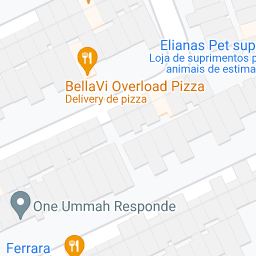 Elianas Pet sup
Loja de suprimentos p
animais de estima
BellaVi Overload Pizza
Delivery de pizza
One Ummah Responde
Ferrara